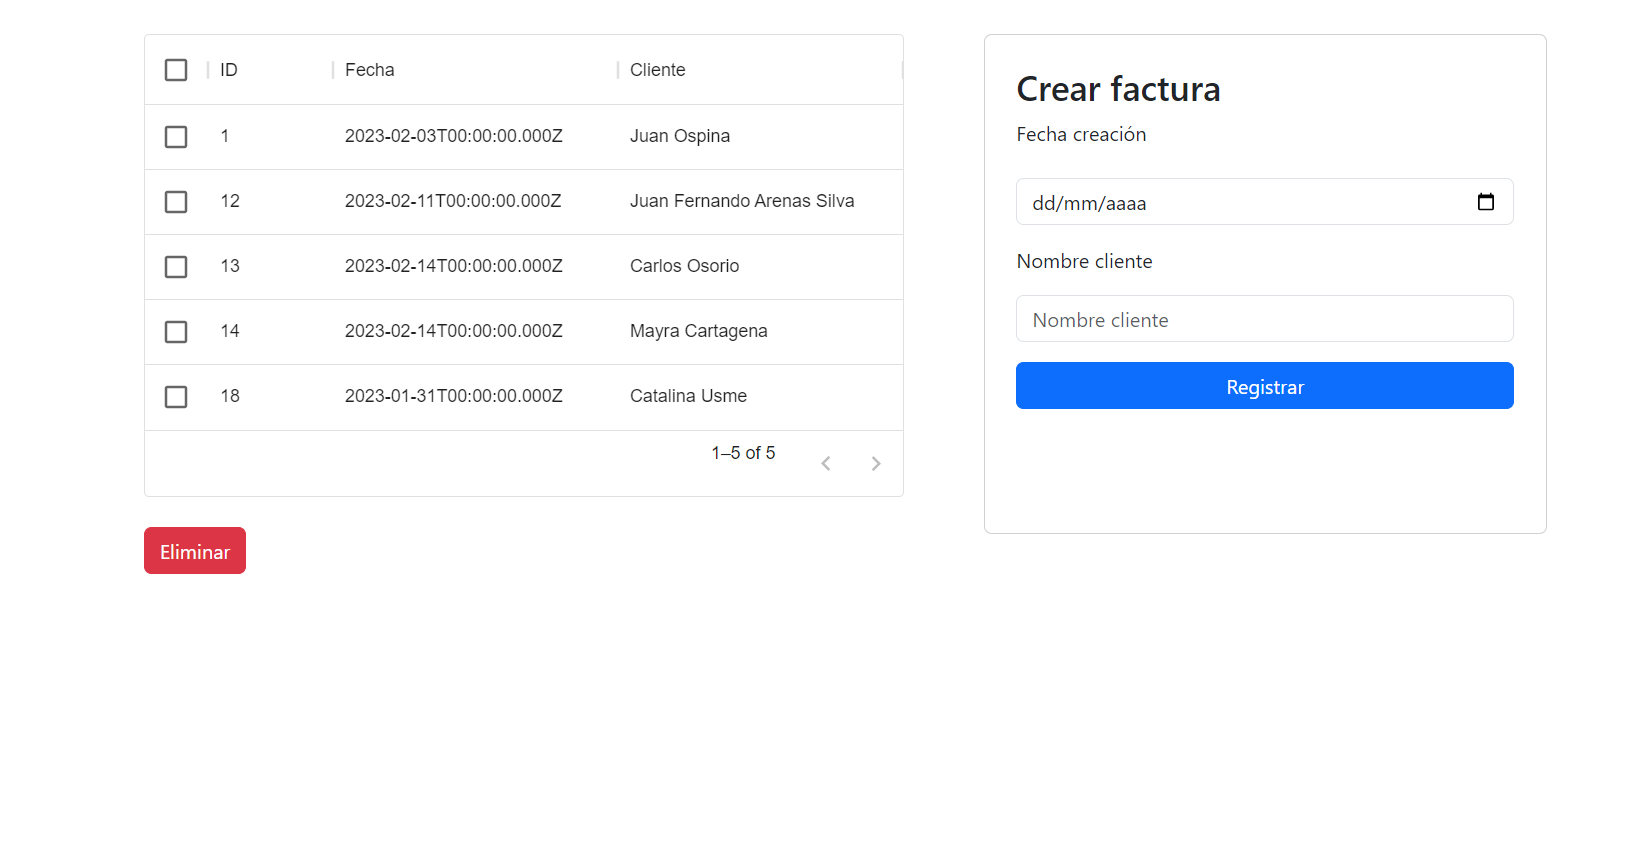 ID Fecha Cliente
1 2023-02-03T00:00:00.000Z Juan Ospina
12 2023-02-11T00:00:00.000Z Juan Fernando Arenas Silva
13 2023-02-14T00:00:00.000Z Carlos Osorio
14 2023-02-14T00:00:00.000Z Mayra Cartagena
18 2023-01-31T00:00:00.000Z Catalina Usme
1–5 of 5
Eliminar
Crear factura
Fecha creación
dd/mm/aaaa
Nombre cliente
Nombre cliente
Registrar